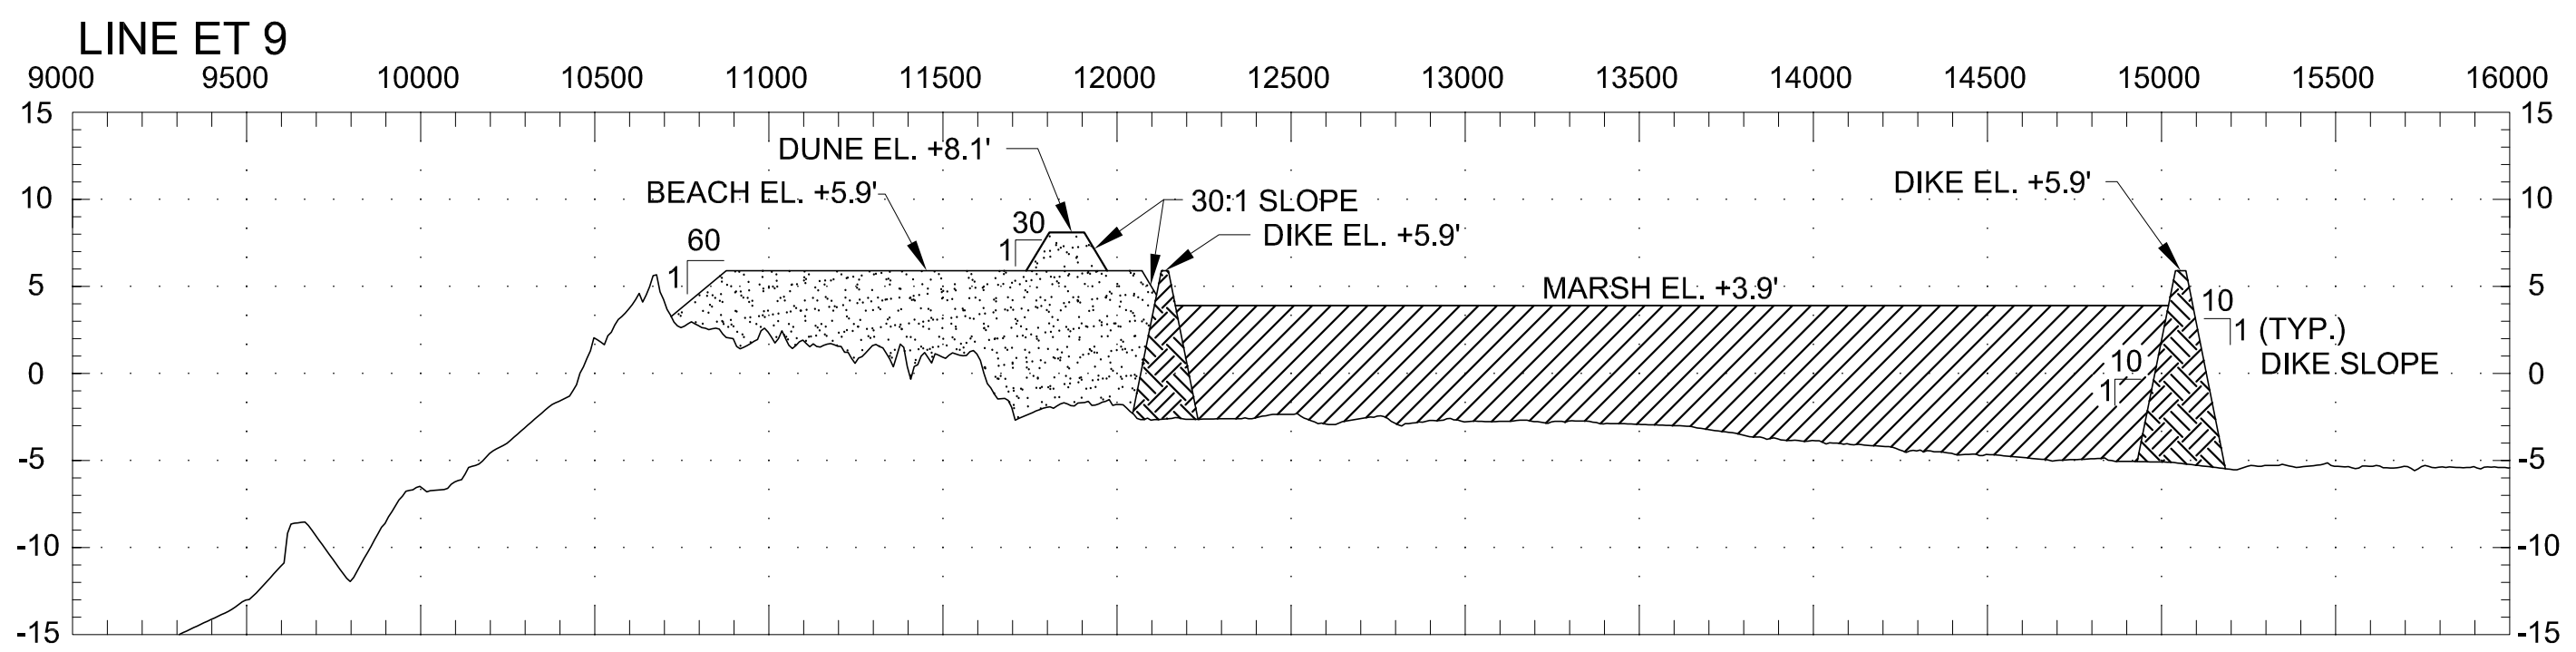 LINE ET 9
9000 9500 10000 10500 11000 11500 12000 12500 13000 13500 14000 14500 15000 15500 16000
15 15
DUNE EL. +8.1'
BEACH EL. +5.9'
DIKE EL. +5.9'
10 10
30:1 SLOPE
30
1
DIKE EL. +5.9'
60
1
5 5
MARSH EL. +3.9'
10
1 (TYP.)
DIKE SLOPE
10
1
0 0
-5 -5
-10 -10
-15 -15